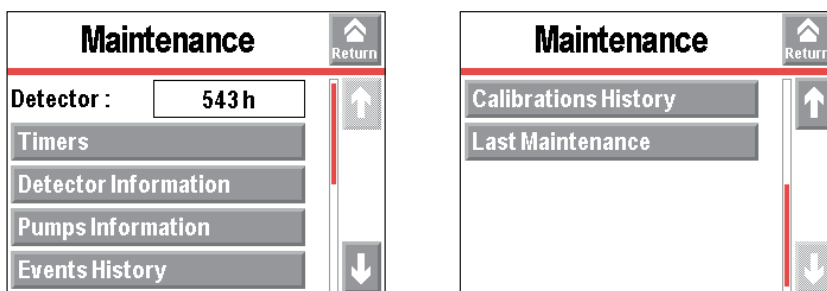 Maintenance
Return
Detector : 543 h
Timers
Detector Information
Pumps Information
Events History
Maintenance
Return
Calibrations History
Last Maintenance